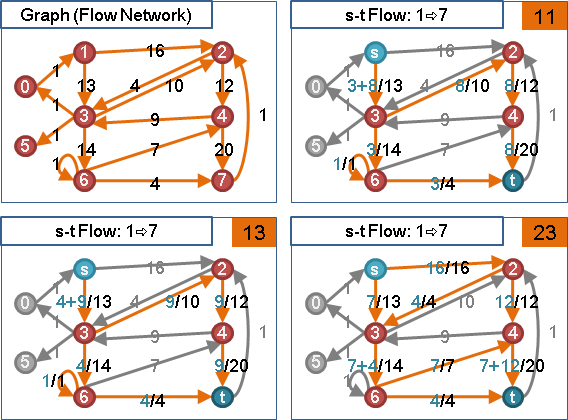 Graph (Flow Network)
1 16 2
1 13 4 10 12
0
1 3 9 4
5 1
14 7 20 1
1
6 4 7
s-t Flow: 1⇨7 11
s 16 2
1 3+8/13 4 8/10 8/12
0
1 3 9 4
5 1
3/14 7 8/20 1
1/1
6 3/4 t
s-t Flow: 1⇨7 13
s 16 2
1 4+9/13 4 9/10 9/12
0
1 3 9 4
5 1
4/14 7 9/20 1
1/1
6 4/4 t
s-t Flow: 1⇨7 23
s 16/16 2
1 7/13 4/4 10 12/12
0
1 3 9 4
5 1
7+4/14 7/7 7+12/20 1
1
6 4/4 t